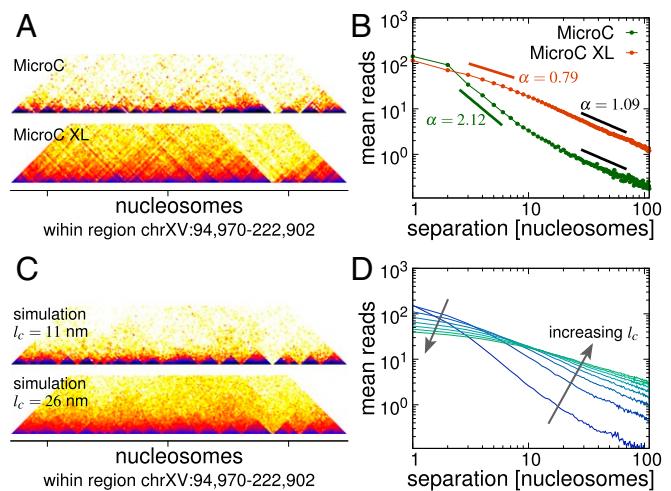 A
MicroC
MicroC XL
nucleosomes
wihin region chrXV:94,970-222,902
B
10³
10²
10¹
10⁰
mean reads
MicroC
MicroC XL
α = 0.79
α = 1.09
α = 2.12
1
10
100
separation [nucleosomes]
C
simulation
l_c = 11 nm
simulation
l_c = 26 nm
nucleosomes
wihin region chrXV:94,970-222,902
D
10³
10²
10¹
10⁰
mean reads
increasing l_c
1
10
100
separation [nucleosomes]